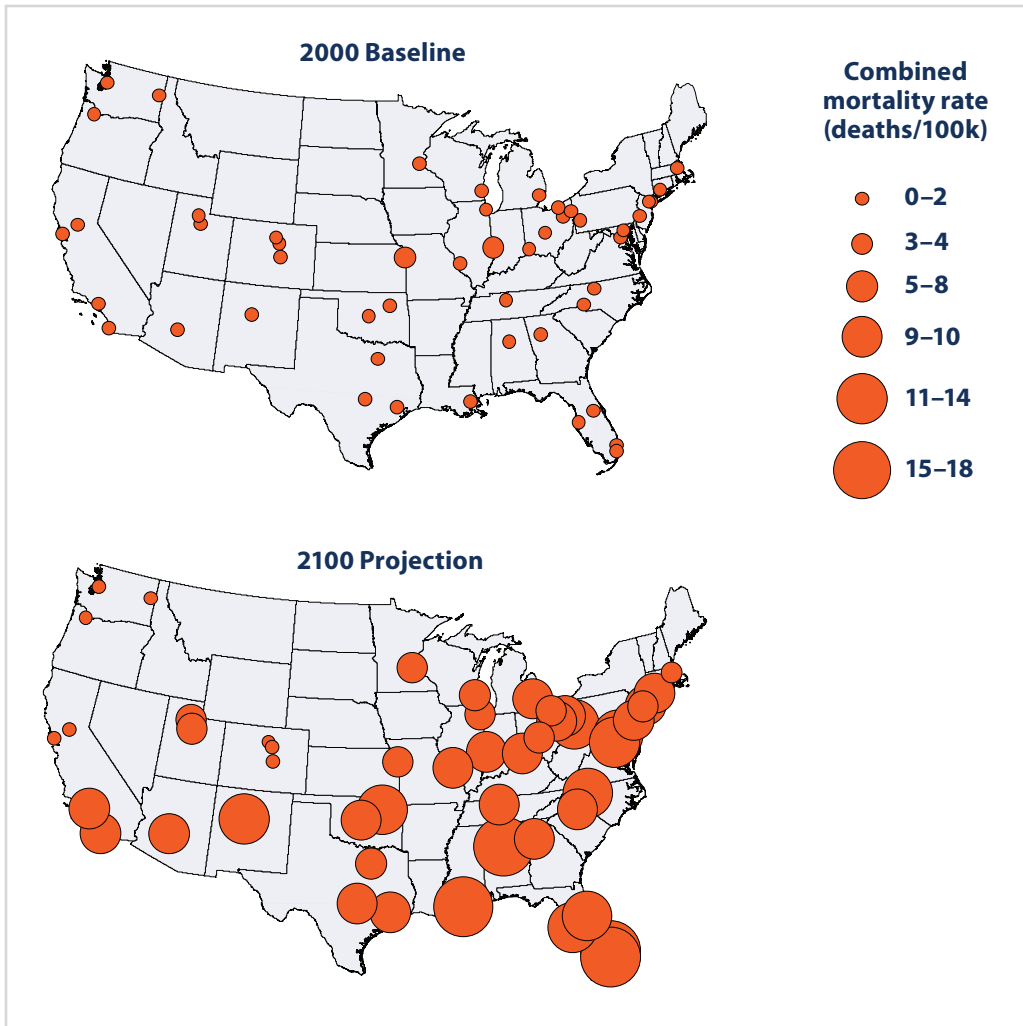 2000 Baseline
Combined
mortality rate
(deaths/100k)
0–2
3–4
5–8
9–10
11–14
15–18
2100 Projection